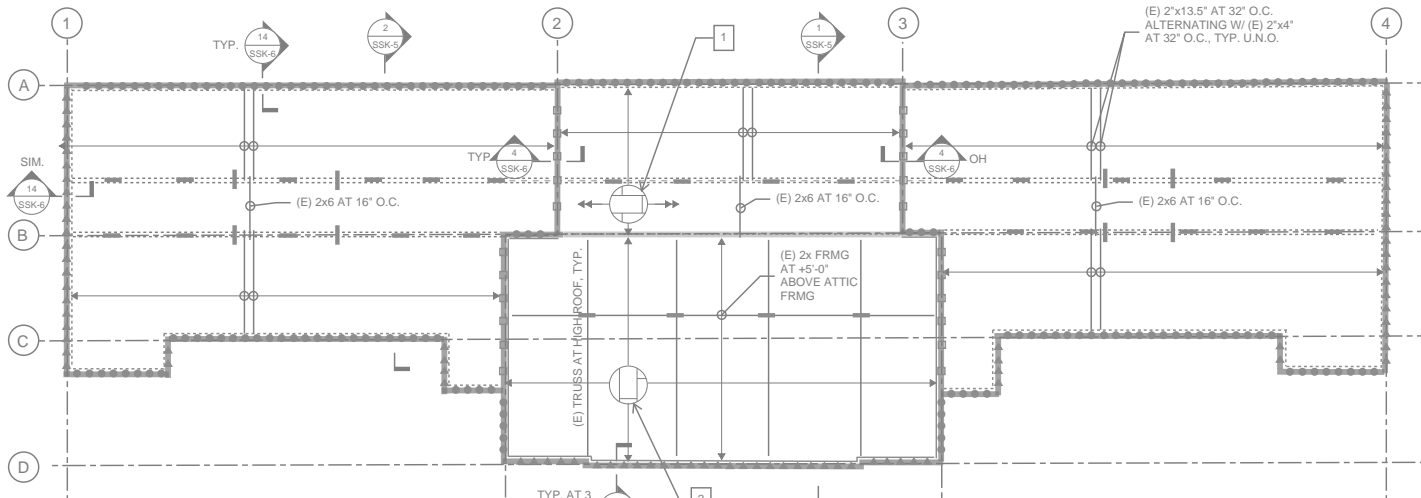 1
2
3
4
(E) 2"x13.5" AT 32" O.C.
ALTERNATING W/ (E) 2"x4"
AT 32" O.C., TYP. U.N.O.
TYP.
14
SSK-6
2
SSK-5
1
1
SSK-5
A
SIM.
14
SSK-6
TYP.
4
SSK-6
4
SSK-6
OH
(E) 2x6 AT 16" O.C.
(E) 2x6 AT 16" O.C.
(E) 2x6 AT 16" O.C.
B
(E) TRUSS AT HIGH ROOF, TYP.
(E) 2x FRMG
AT +5'-0"
ABOVE ATTIC
FRMG
C
D
TYP. AT 3